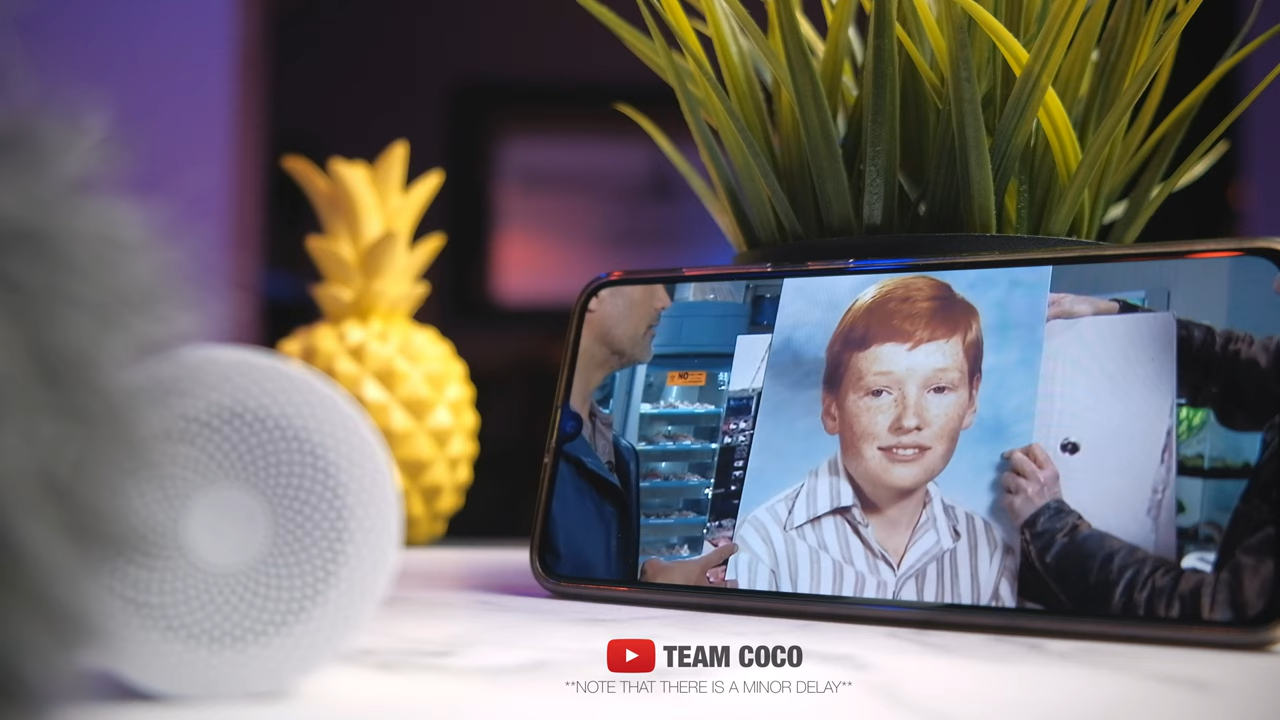 NO
TEAM COCO
**NOTE THAT THERE IS A MINOR DELAY**